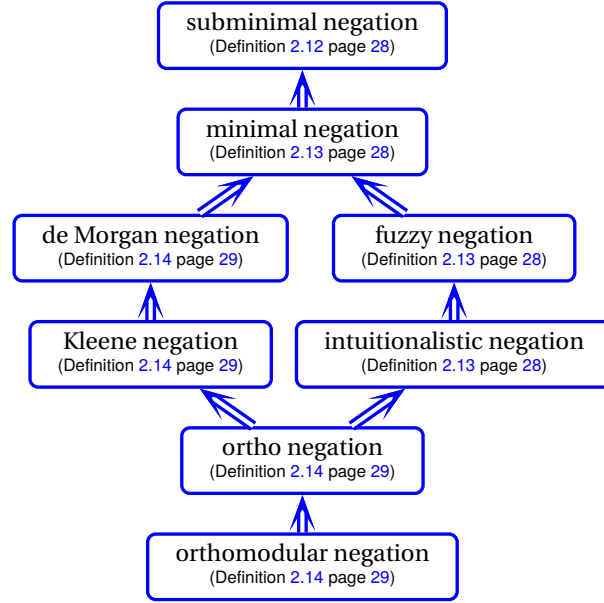 subminimal negation
(Definition 2.12 page 28)
minimal negation
(Definition 2.13 page 28)
de Morgan negation
(Definition 2.14 page 29)
fuzzy negation
(Definition 2.13 page 28)
Kleene negation
(Definition 2.14 page 29)
intuitionalistic negation
(Definition 2.13 page 28)
ortho negation
(Definition 2.14 page 29)
orthomodular negation
(Definition 2.14 page 29)